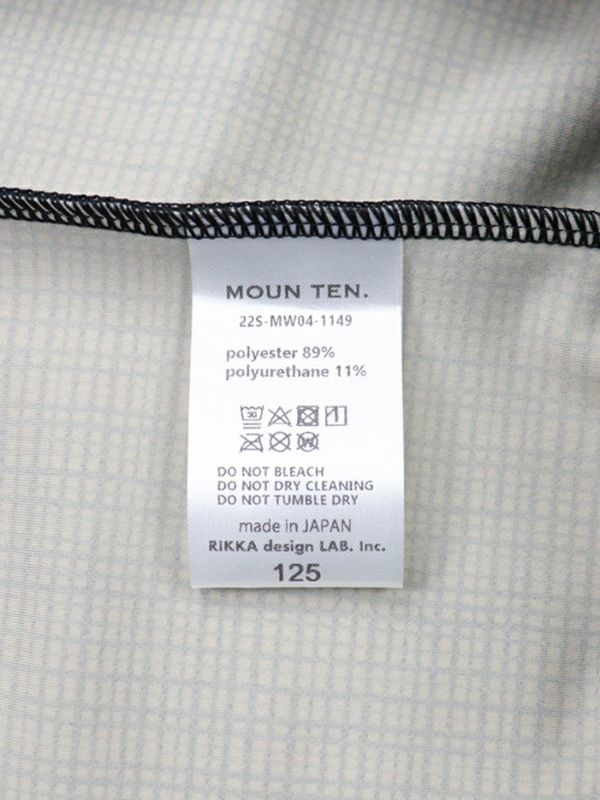 MOUN TEN.
22S-MW04-1149
polyester 89%
polyurethane 11%
30
W
DO NOT BLEACH
DO NOT DRY CLEANING
DO NOT TUMBLE DRY
made in JAPAN
RIKKA design LAB. Inc.
125